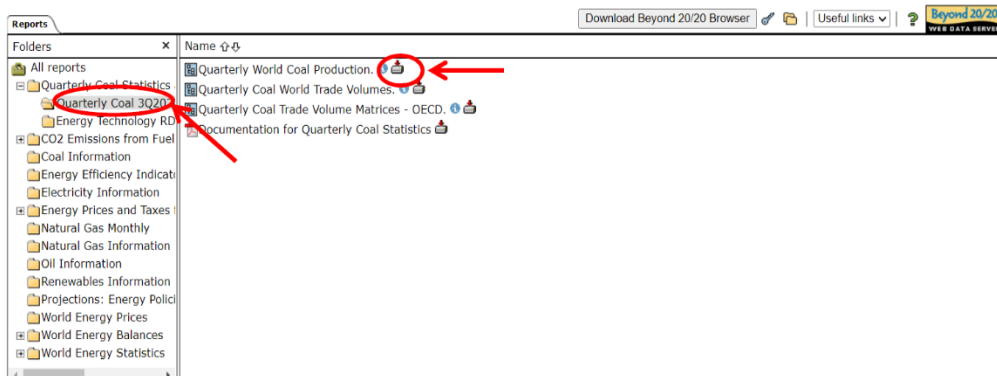 Download Beyond 20/20 Browser Useful links ? Beyond 20/20
WEB DATA SERVER
Reports
Folders × Name
All reports
Quarterly Coal Statistics
Quarterly Coal 3Q202
Energy Technology RD
CO2 Emissions from Fuel
Coal Information
Energy Efficiency Indicat
Electricity Information
Energy Prices and Taxes f
Natural Gas Monthly
Natural Gas Information
Oil Information
Renewables Information
Projections: Energy Polici
World Energy Prices
World Energy Balances
World Energy Statistics
Quarterly World Coal Production.
Quarterly Coal World Trade Volumes.
Quarterly Coal Trade Volume Matrices - OECD.
Documentation for Quarterly Coal Statistics